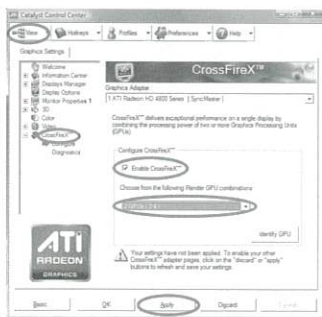 Catalyst Control Center
View
Hotkeys
Profiles
Preferences
Help
Graphics Settings
Welcome
Information Center
Displays Manager
Display Options
Monitor Properties 1
3D
Color
Video
CrossFireX™
Configure
Diagnostics
CrossFireX™
Graphics Adapter
1.ATI Radeon HD 4800 Series [ SyncMaster ]
CrossFireX™ delivers exceptional performance on a single display by
combining the processing power of two or more Graphics Processing Units
(GPUs).
Configure CrossFireX™
Enable CrossFireX™
Choose from the following Render GPU combinations
Identify GPU
Your settings have not been applied. To enable your other
CrossFireX™ adapter pages, click on the "discard" or "apply"
buttons to refresh and save your settings.
ATI
RADEON
GRAPHICS
Basic
OK
Apply
Discard